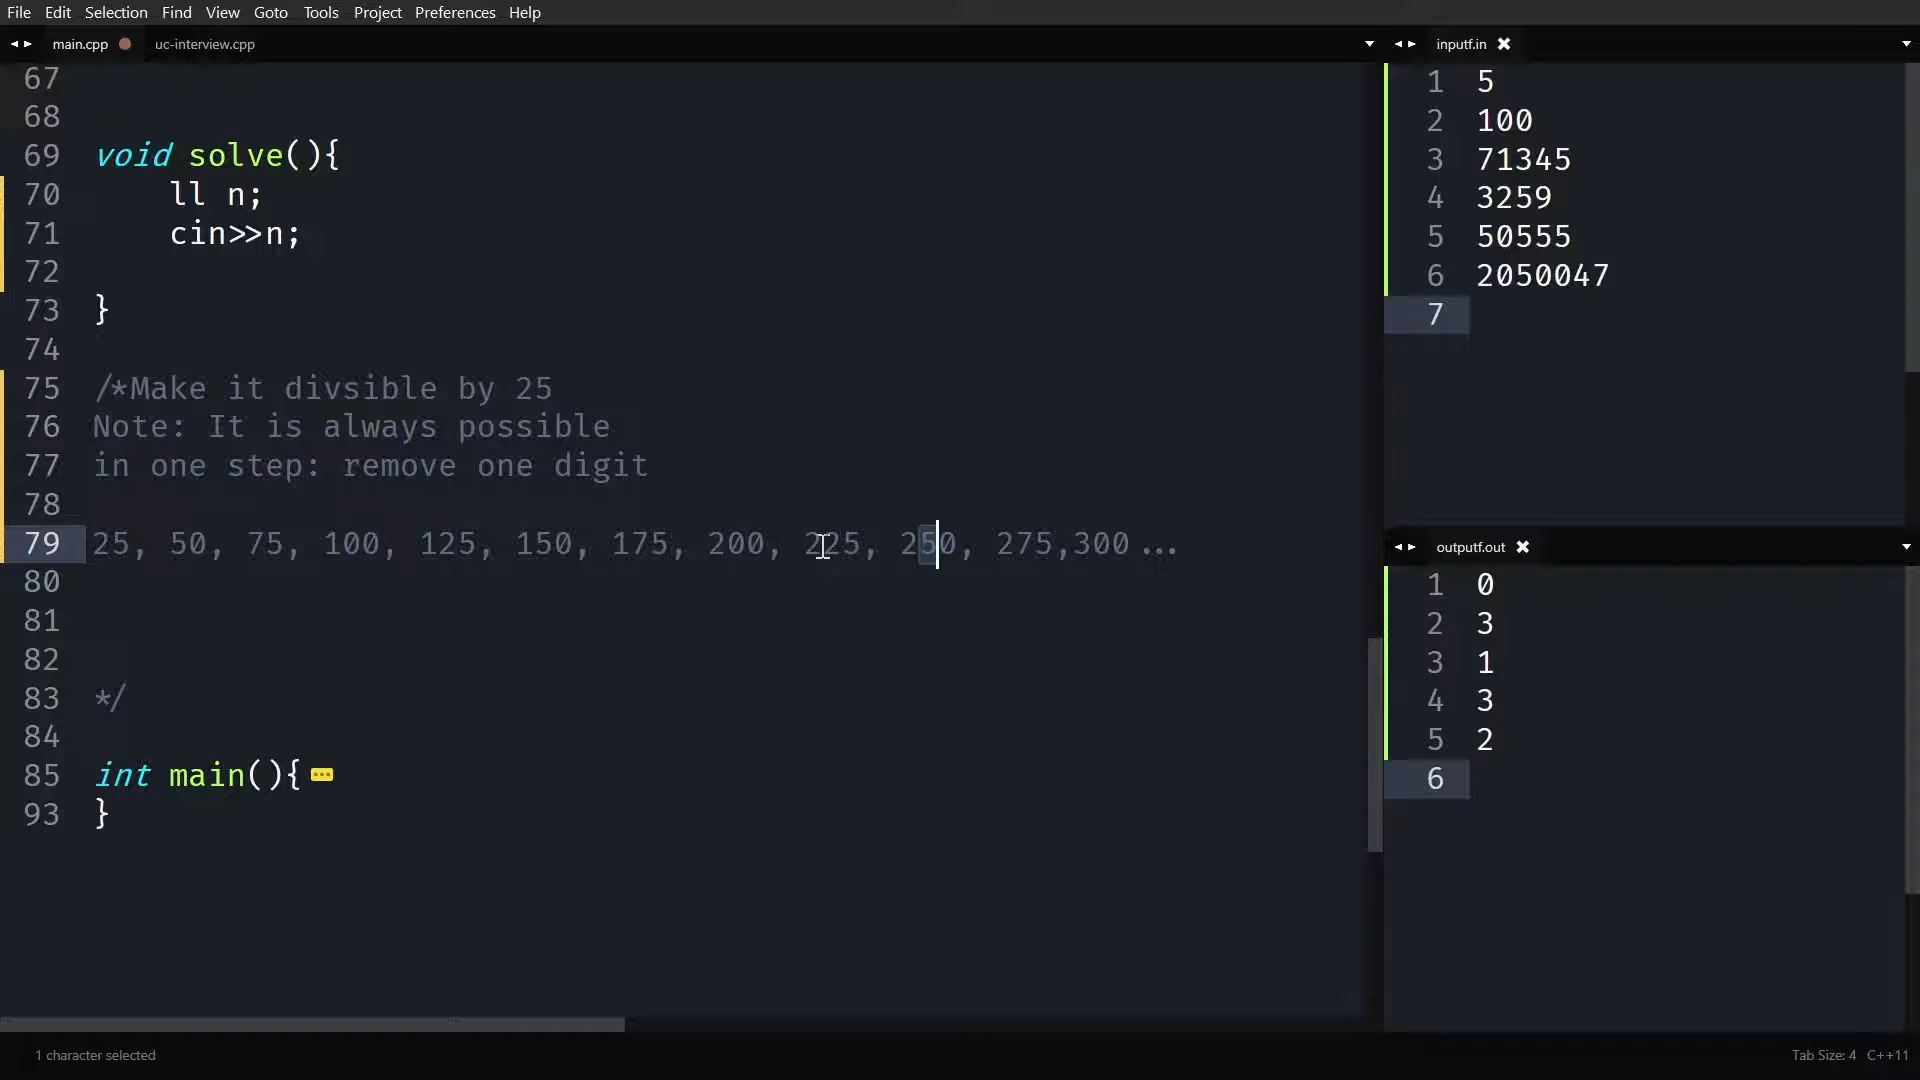 File Edit Selection Find View Goto Tools Project Preferences Help
main.cpp uc-interview.cpp
67
68
69 void solve(){
70 ll n;
71 cin>>n;
72
73 }
74
75 /*Make it divsible by 25
76 Note: It is always possible
77 in one step: remove one digit
78
79 25, 50, 75, 100, 125, 150, 175, 200, 225, 250, 275,300 ...
80
81
82
83 */
84
85 int main(){
93 }
inputf.in
1 5
2 100
3 71345
4 3259
5 50555
6 2050047
7
outputf.out
1 0
2 3
3 1
4 3
5 2
6
1 character selected
Tab Size: 4 C++11